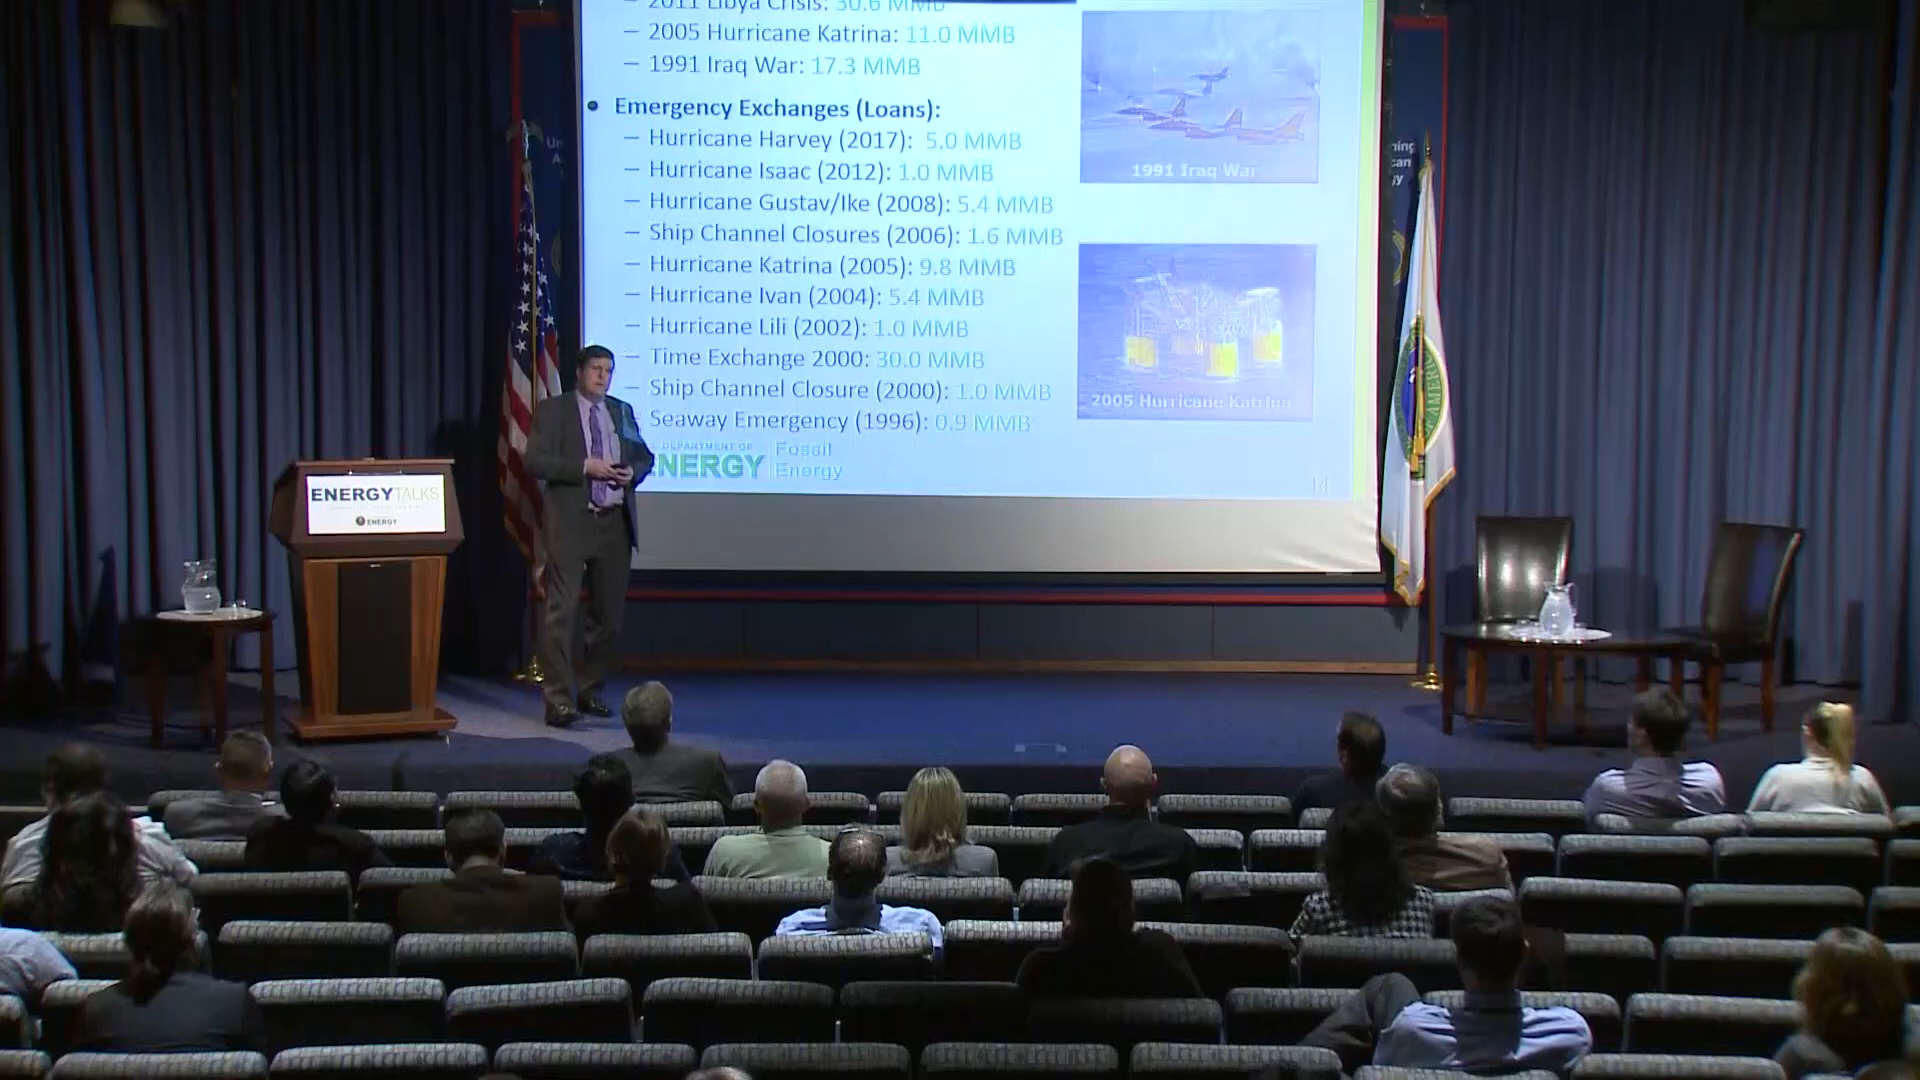 2011 Libya Crisis: 30.6 MMB
– 2005 Hurricane Katrina: 11.0 MMB
– 1991 Iraq War: 17.3 MMB
• Emergency Exchanges (Loans):
– Hurricane Harvey (2017): 5.0 MMB
– Hurricane Isaac (2012): 1.0 MMB
– Hurricane Gustav/Ike (2008): 5.4 MMB
– Ship Channel Closures (2006): 1.6 MMB
– Hurricane Katrina (2005): 9.8 MMB
– Hurricane Ivan (2004): 5.4 MMB
– Hurricane Lili (2002): 1.0 MMB
– Time Exchange 2000: 30.0 MMB
– Ship Channel Closure (2000): 1.0 MMB
– Seaway Emergency (1996): 0.9 MMB
DEPARTMENT OF
NERGY
Fossil
Energy
14
1991 Iraq War
2005 Hurricane Katrina
ENERGYTALKS
ENERGY